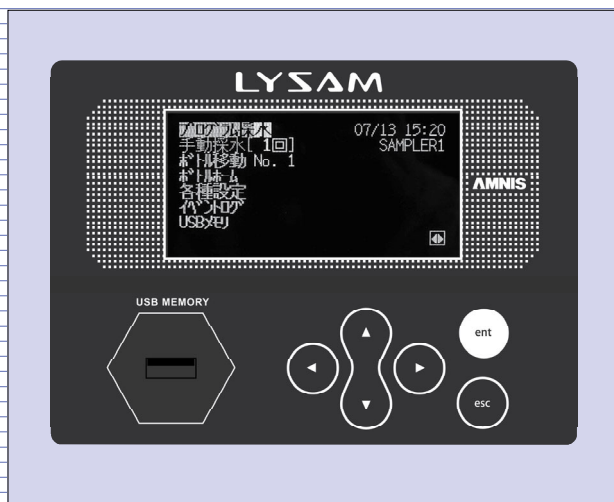 LYSAM
プログラム採水 07/13 15:20
手動採水[ 1回] SAMPLER1
ボトル移動 No. 1
ボトルホーム
各種設定
イベントログ
USBメモリ
AMNIS
USB MEMORY
ent
esc